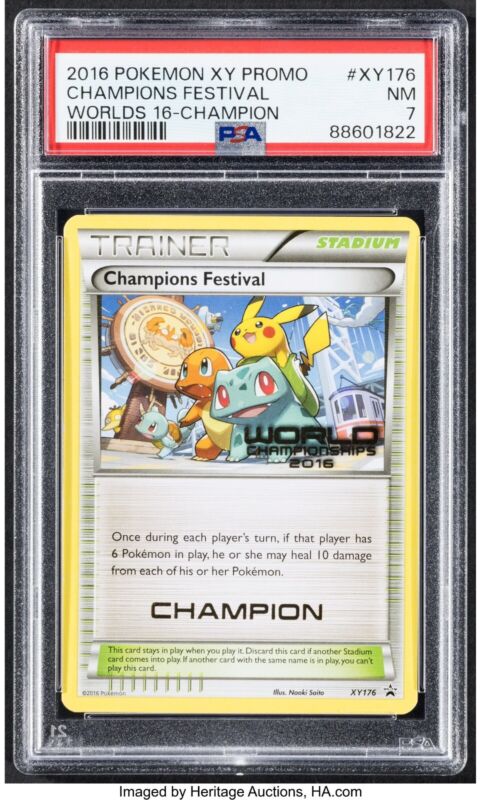 2016 POKEMON XY PROMO #XY176
CHAMPIONS FESTIVAL NM
WORLDS 16-CHAMPION 7
PSA 88601822
TRAINER
STADIUM
Champions Festival
WORLD
CHAMPIONSHIPS
2016
Once during each player's turn, if that player has
6 Pokémon in play, he or she may heal 10 damage
from each of his or her Pokémon.
CHAMPION
This card stays in play when you play it. Discard this card if another Stadium
card comes into play. If another card with the same name is in play, you can't
play this card.
©2016 Pokémon Illus. Naoki Saito XY176
Imaged by Heritage Auctions, HA.com